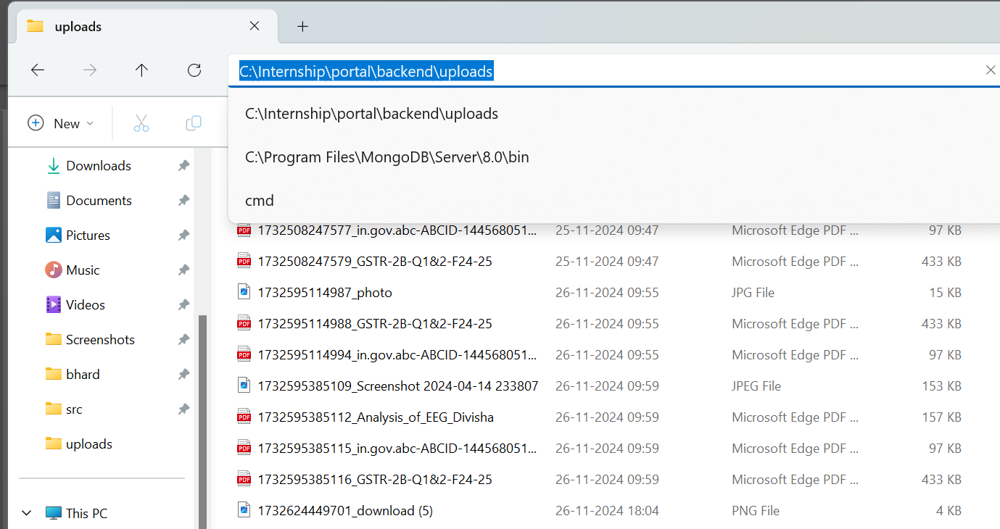 uploads
C:\Internship\portal\backend\uploads
New
C:\Internship\portal\backend\uploads
C:\Program Files\MongoDB\Server\8.0\bin
cmd
Downloads
Documents
Pictures
Music
Videos
Screenshots
bhard
src
uploads
This PC
1732508247577_in.gov.abc-ABCID-144568051... 25-11-2024 09:47 Microsoft Edge PDF ... 97 KB
1732508247579_GSTR-2B-Q1&2-F24-25 25-11-2024 09:47 Microsoft Edge PDF ... 433 KB
1732595114987_photo 26-11-2024 09:55 JPG File 15 KB
1732595114988_GSTR-2B-Q1&2-F24-25 26-11-2024 09:55 Microsoft Edge PDF ... 433 KB
1732595114994_in.gov.abc-ABCID-144568051... 26-11-2024 09:55 Microsoft Edge PDF ... 97 KB
1732595385109_Screenshot 2024-04-14 233807 26-11-2024 09:59 JPEG File 153 KB
1732595385112_Analysis_of_EEG_Divisha 26-11-2024 09:59 Microsoft Edge PDF ... 157 KB
1732595385115_in.gov.abc-ABCID-144568051... 26-11-2024 09:59 Microsoft Edge PDF ... 97 KB
1732595385116_GSTR-2B-Q1&2-F24-25 26-11-2024 09:59 Microsoft Edge PDF ... 433 KB
1732624449701_download (5) 26-11-2024 18:04 PNG File 4 KB